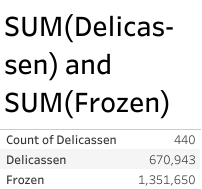 SUM(Delicas-
sen) and
SUM(Frozen)
Count of Delicassen 440
Delicassen 670,943
Frozen 1,351,650